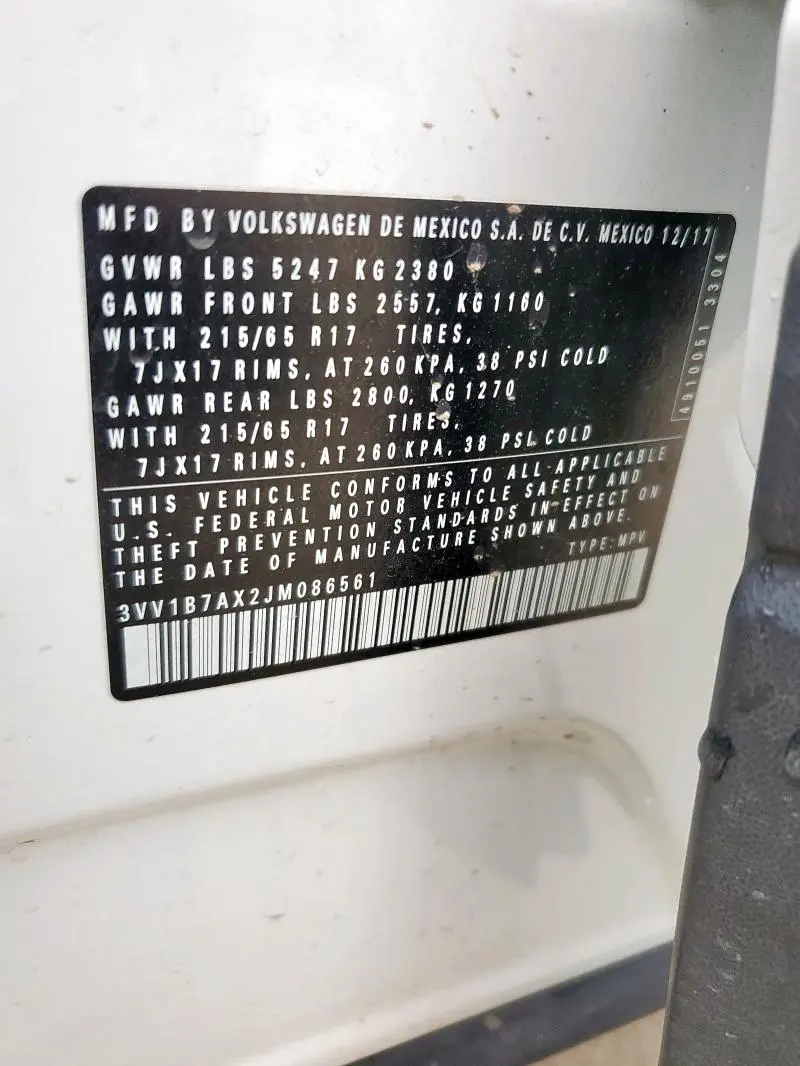 MFD BY VOLKSWAGEN DE MEXICO S.A. DE C.V. MEXICO 12/17
GVWR LBS 5247 KG 2380
GAWR FRONT LBS 2557, KG 1160
WITH 215/65 R17 TIRES,
7JX17 RIMS, AT 260 KPA, 38 PSI COLD
GAWR REAR LBS 2800, KG 1270
WITH 215/65 R17 TIRES,
7JX17 RIMS, AT 260 KPA, 38 PSI COLD
THIS VEHICLE CONFORMS TO ALL APPLICABLE
U.S. FEDERAL MOTOR VEHICLE SAFETY AND
THEFT PREVENTION STANDARDS IN EFFECT ON
THE DATE OF MANUFACTURE SHOWN ABOVE.
TYPE: MPV
3VV1B7AX2JM086561
4910051 3304